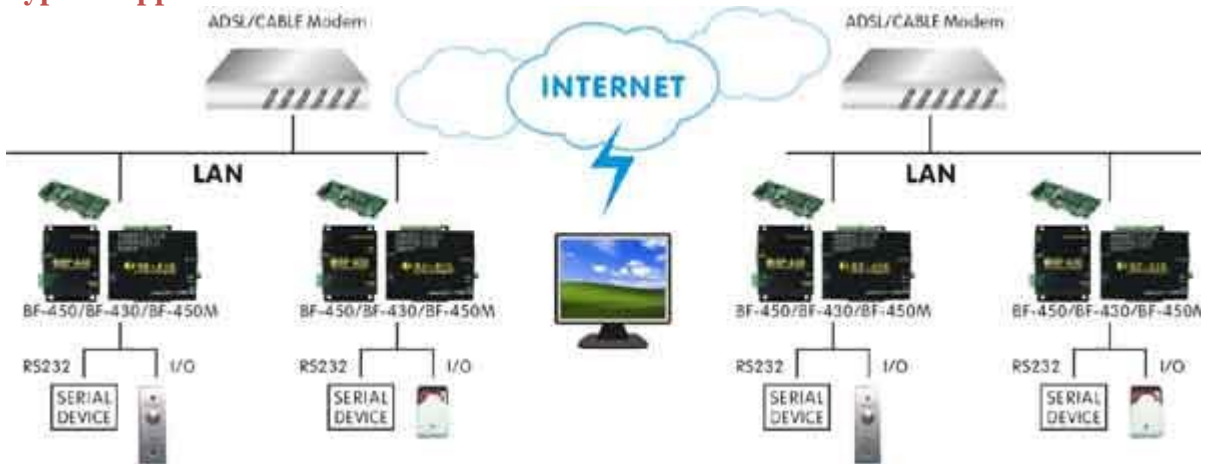 ADSL/CABLE Modem
ADSL/CABLE Modem
INTERNET
LAN
LAN
BF-450/BF-430/BF-450M
BF-450/BF-430/BF-450M
BF-450/BF-430/BF-450M
BF-450/BF-430/BF-450M
RS232 I/O
RS232 I/O
RS232 I/O
RS232 I/O
SERIAL DEVICE
SERIAL DEVICE
SERIAL DEVICE
SERIAL DEVICE